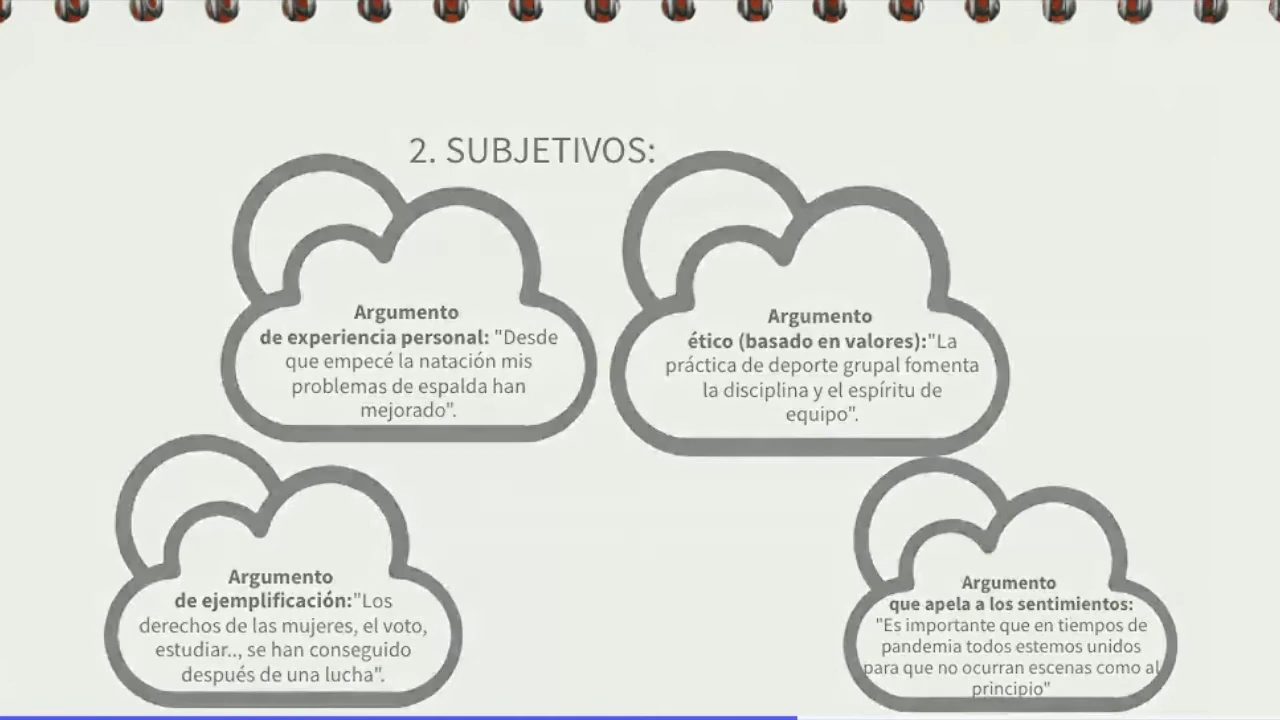 2. SUBJETIVOS:
Argumento
de experiencia personal: "Desde
que empecé la natación mis
problemas de espalda han
mejorado".
Argumento
ético (basado en valores):"La
práctica de deporte grupal fomenta
la disciplina y el espíritu de
equipo".
Argumento
de ejemplificación:"Los
derechos de las mujeres, el voto,
estudiar.., se han conseguido
después de una lucha".
Argumento
que apela a los sentimientos:
"Es importante que en tiempos de
pandemia todos estemos unidos
para que no ocurran escenas como al
principio"